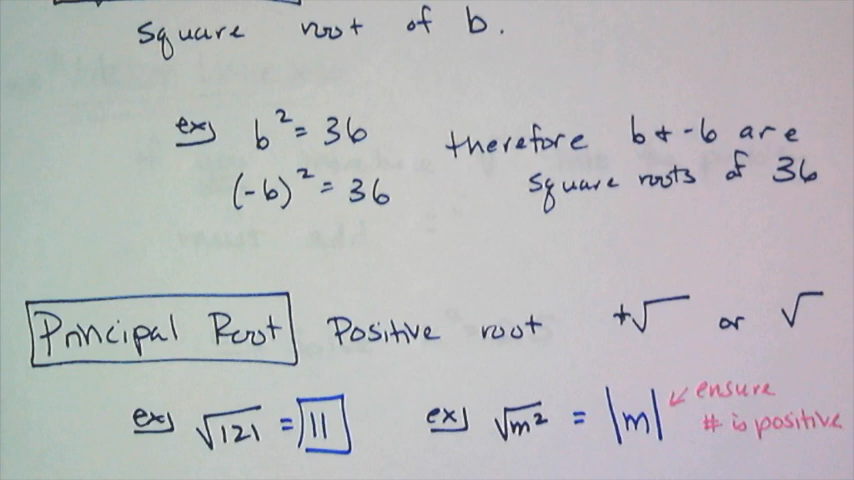 square root of b.
ex) 6² = 36 therefore 6 & -6 are
(-6)² = 36 square roots of 36
Principal Root Positive root +√ or √
ex) √121 = 11 ex) √m² = |m| ↙ ensure
# is positive